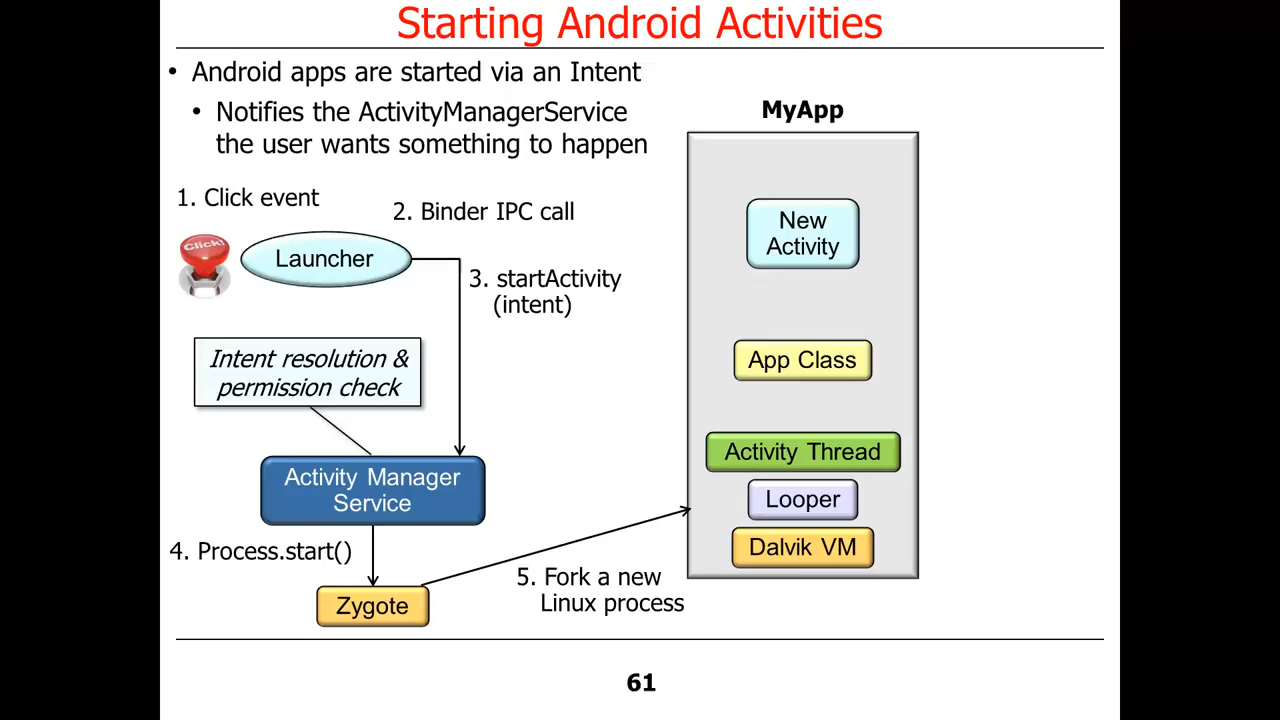 Starting Android Activities
• Android apps are started via an Intent
• Notifies the ActivityManagerService
the user wants something to happen
MyApp
1. Click event
2. Binder IPC call
Click!
Launcher
3. startActivity
(intent)
New
Activity
Intent resolution &
permission check
App Class
Activity Manager
Service
Activity Thread
Looper
Dalvik VM
4. Process.start()
5. Fork a new
Linux process
Zygote
61